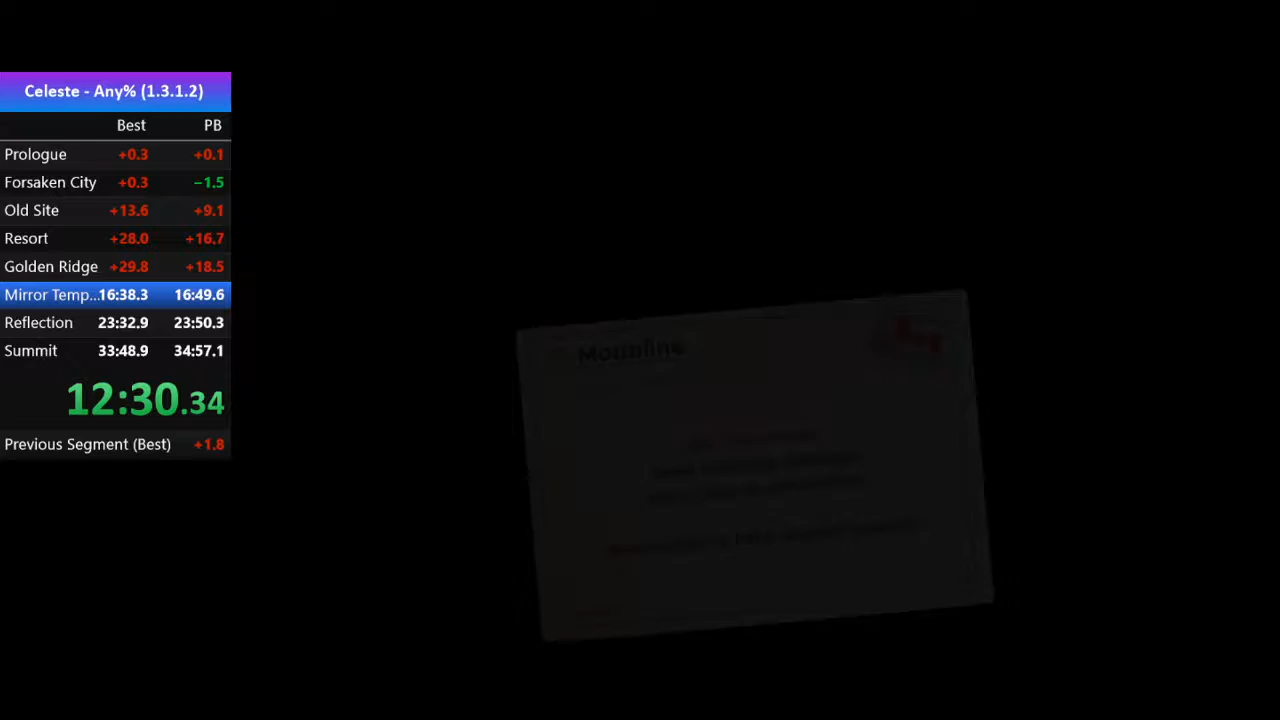 Celeste - Any% (1.3.1.2)
Best PB
Prologue +0.3 +0.1
Forsaken City +0.3 −1.5
Old Site +13.6 +9.1
Resort +28.0 +16.7
Golden Ridge +29.8 +18.5
Mirror Temp... 16:38.3 16:49.6
Reflection 23:32.9 23:50.3
Summit 33:48.9 34:57.1
12:30.34
Previous Segment (Best) +1.8